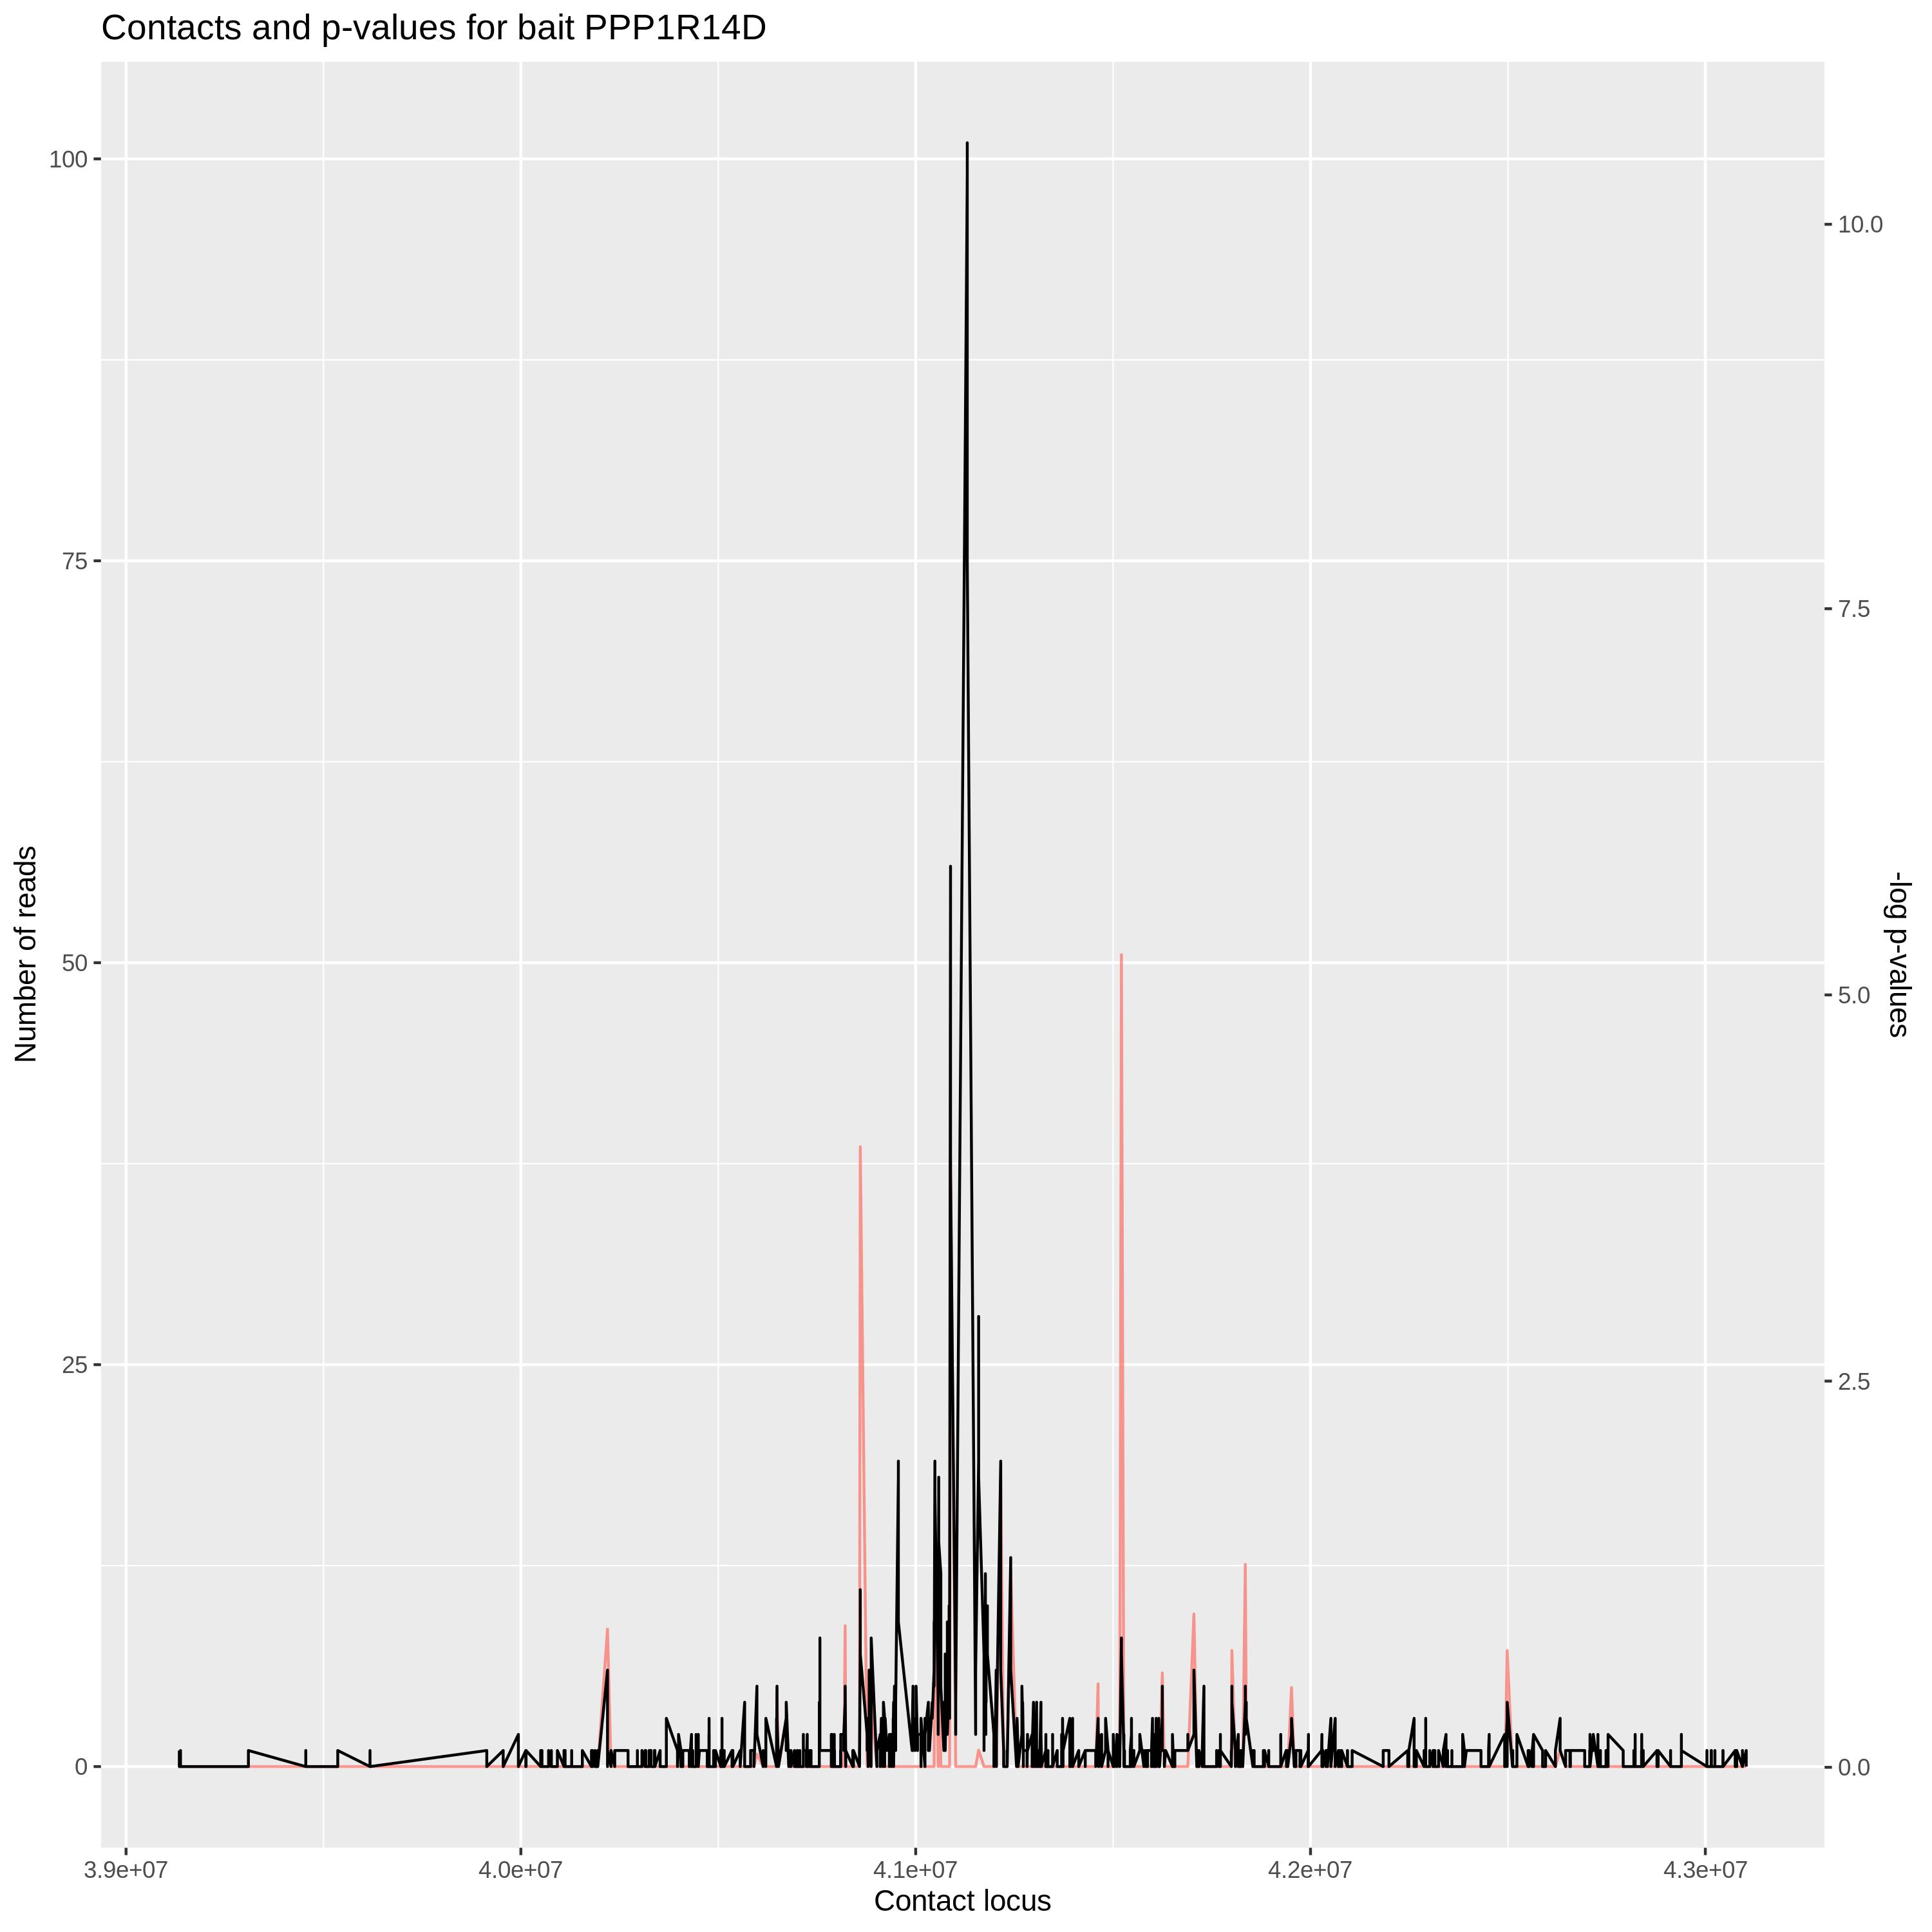 Contacts and p-values for bait PPP1R14D
100
75
50
25
0
Number of reads
10.0
7.5
5.0
2.5
0.0
-log p-values
3.9e+07 4.0e+07 4.1e+07 4.2e+07 4.3e+07
Contact locus